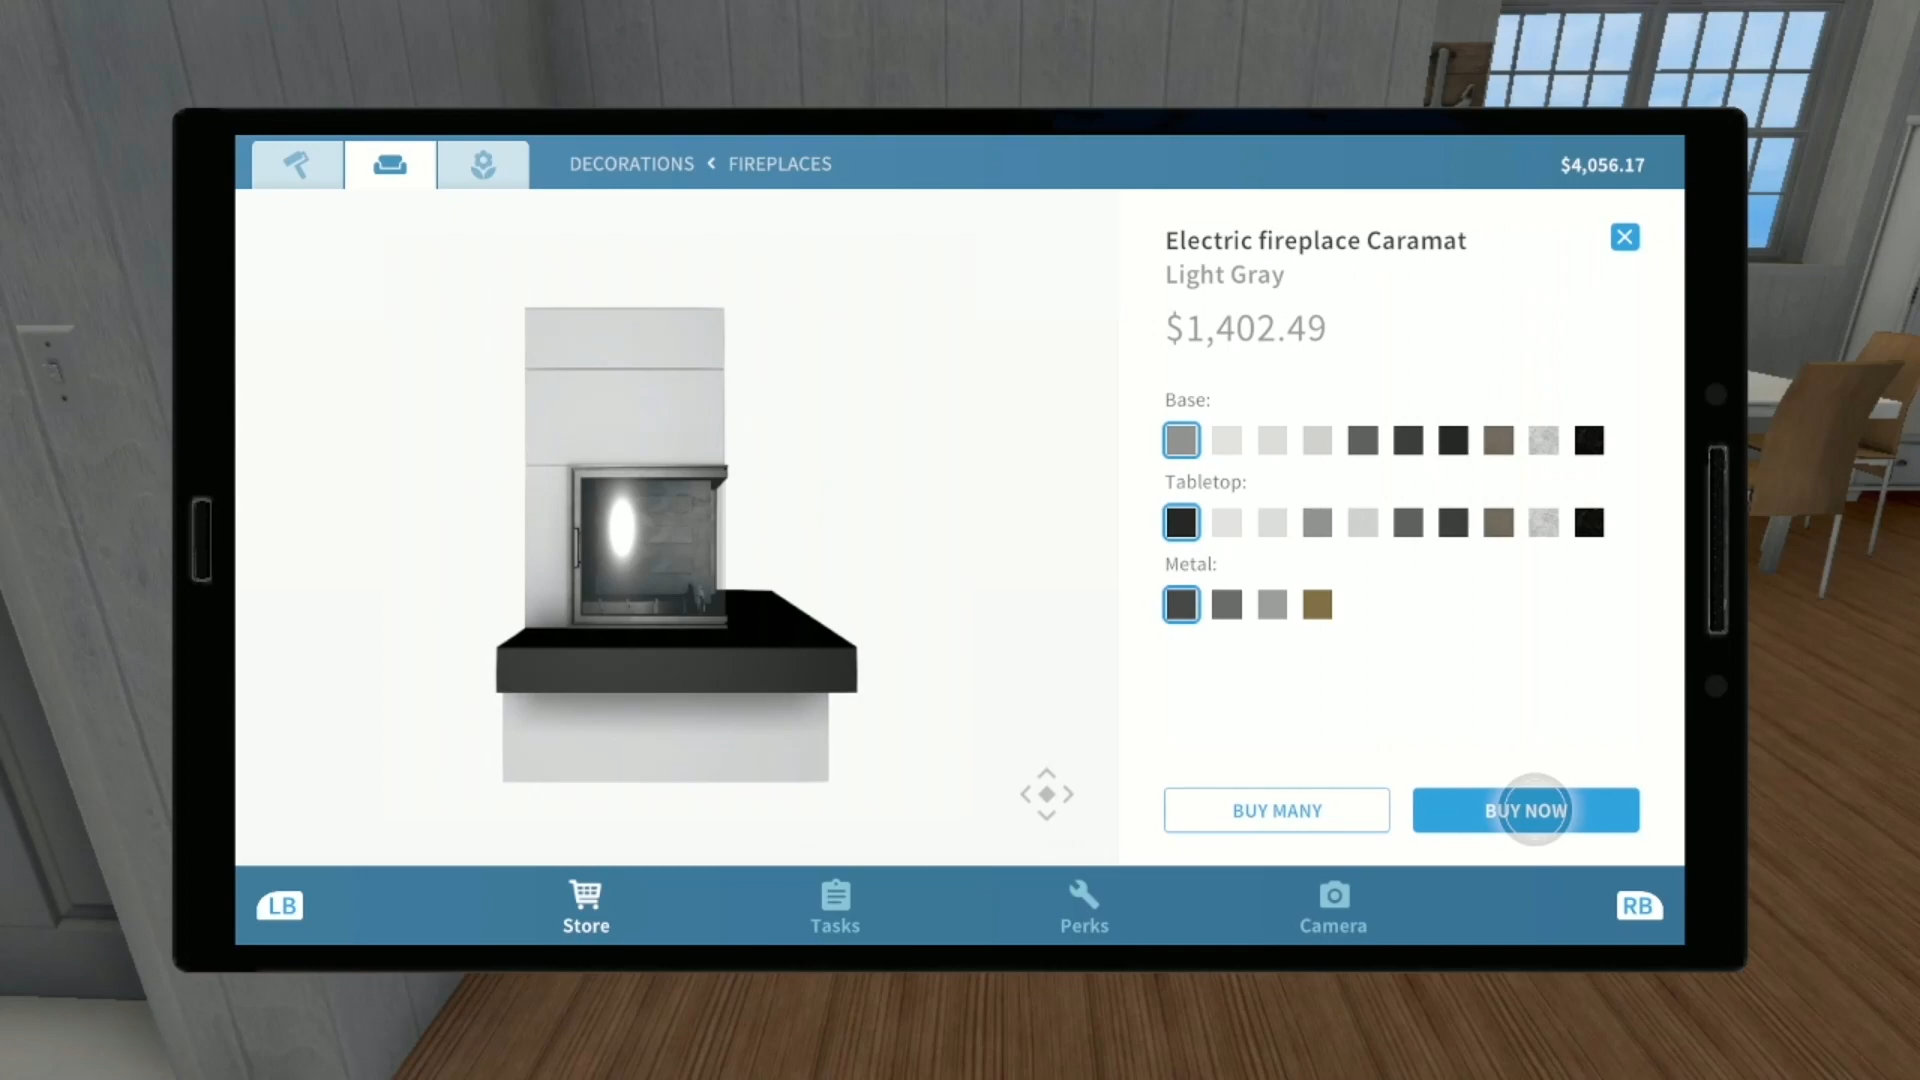 DECORATIONS < FIREPLACES
$4,056.17
Electric fireplace Caramat
Light Gray
$1,402.49
Base:
Tabletop:
Metal:
BUY MANY
BUY NOW
LB
Store
Tasks
Perks
Camera
RB